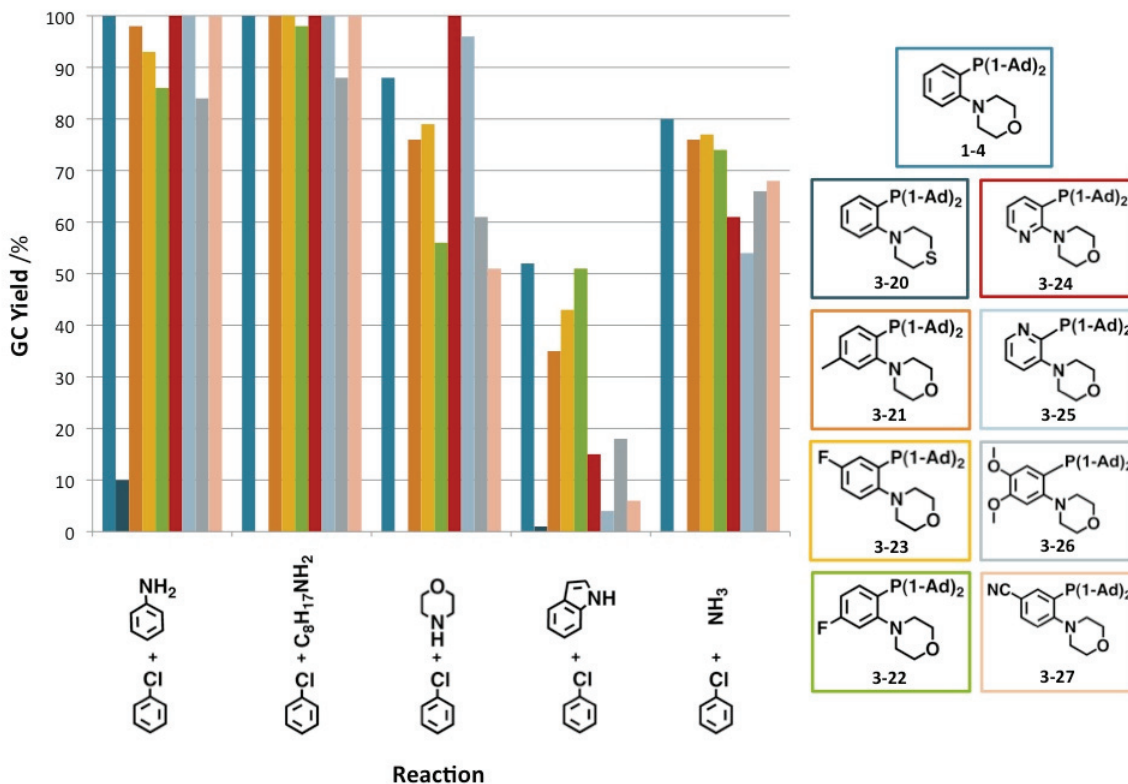 GC Yield /%
100
90
80
70
60
50
40
30
20
10
0
NH₂
+
Cl
Cl + C₈H₁₇NH₂
O
N
H
+
Cl
NH
+
Cl
NH₃
+
Cl
Reaction
P(1-Ad)₂
N
O
1-4
P(1-Ad)₂
N
S
3-20
P(1-Ad)₂
N
N
O
3-24
P(1-Ad)₂
N
O
3-21
N
P(1-Ad)₂
N
O
3-25
F
P(1-Ad)₂
N
O
3-23
O
P(1-Ad)₂
O
N
O
3-26
P(1-Ad)₂
F
N
O
3-22
NC
P(1-Ad)₂
N
O
3-27